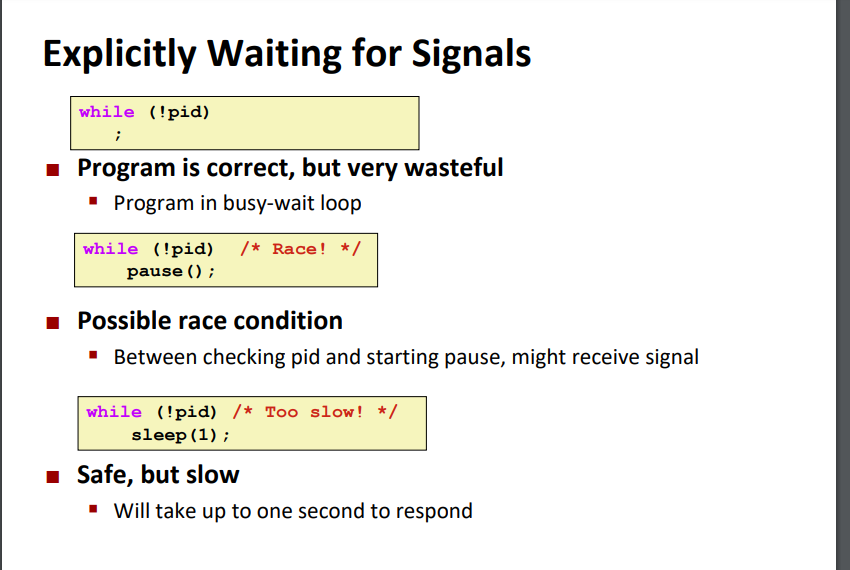 Explicitly Waiting for Signals
while (!pid)
;
Program is correct, but very wasteful
Program in busy-wait loop
while (!pid) /* Race! */
pause();
Possible race condition
Between checking pid and starting pause, might receive signal
while (!pid) /* Too slow! */
sleep(1);
Safe, but slow
Will take up to one second to respond